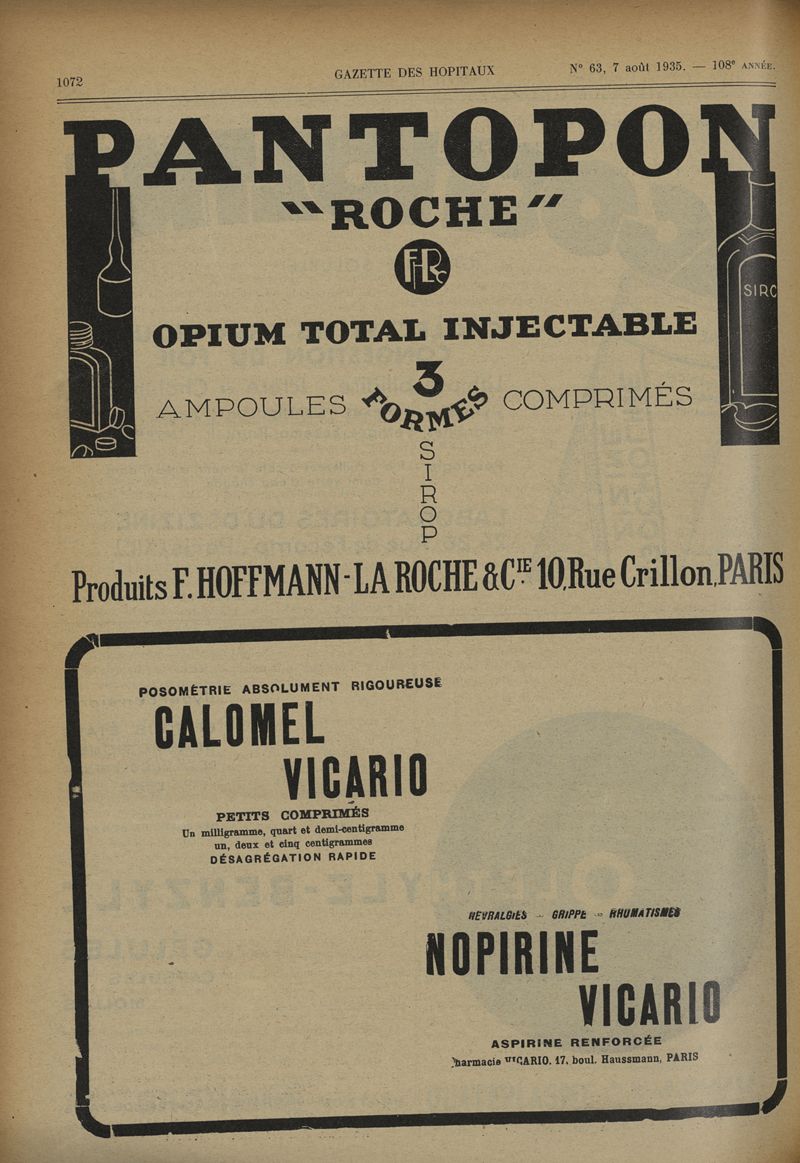 1072
GAZETTE DES HOPITAUX
N° 63, 7 août 1935. — 108e ANNÉE.
PANTOPON
"ROCHE"
SIRC
OPIUM TOTAL INJECTABLE
3
AMPOULES FORMES COMPRIMÉS
SIROP
Produits F. HOFFMANN-LA ROCHE & CIE 10, Rue Crillon, PARIS
POSOMÉTRIE ABSOLUMENT RIGOUREUSE
CALOMEL
VICARIO
PETITS COMPRIMÉS
Un milligramme, quart et demi-centigramme
un, deux et cinq centigrammes
DÉSAGRÉGATION RAPIDE
NEVRALGIES - GRIPPE - RHUMATISMES
NOPIRINE
VICARIO
ASPIRINE RENFORCÉE
harmacie VICARIO, 17, boul. Haussmann, PARIS